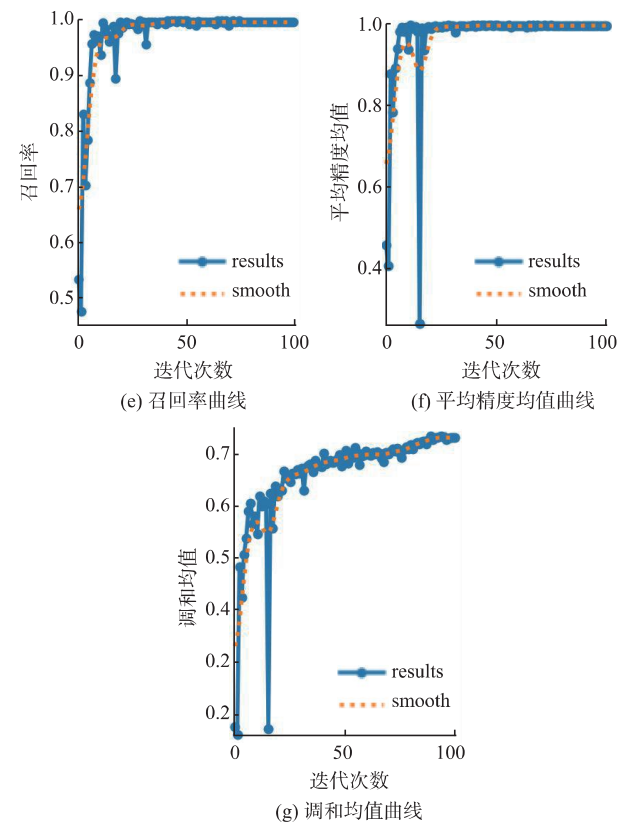 1.0
1.0
0.9
0.8
0.7
0.6
0.5
召回率
results
smooth
0
50
100
迭代次数
(e) 召回率曲线
1.0
0.8
0.6
0.4
平均精度均值
results
smooth
0
50
100
迭代次数
(f) 平均精度均值曲线
0.7
0.6
0.5
0.4
0.2
0.2
调和均值
results
smooth
0
50
100
迭代次数
(g) 调和均值曲线